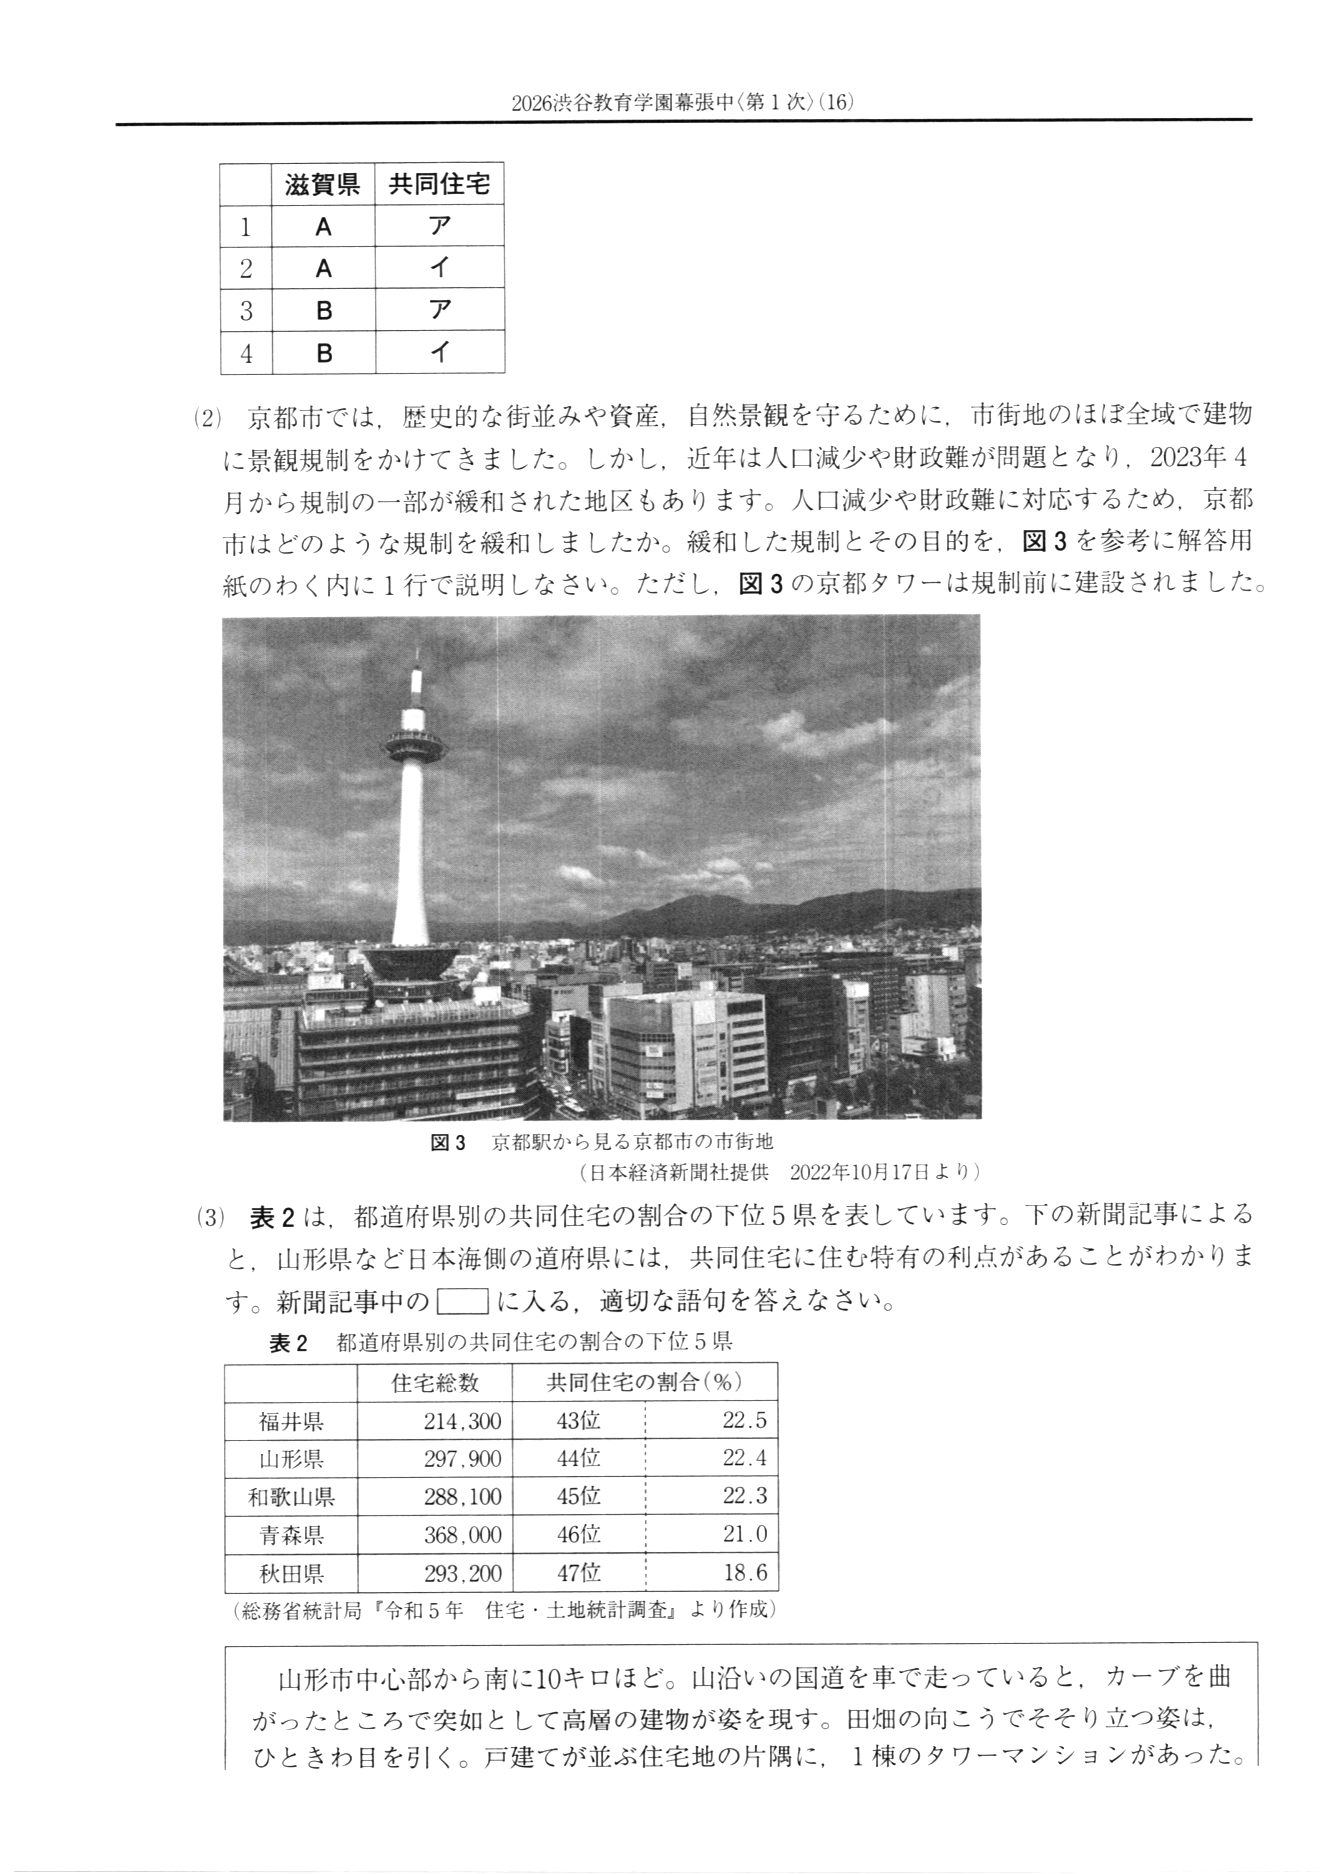 2026渋谷教育学園幕張中〈第1次〉(16)
滋賀県 共同住宅
1 A ア
2 A イ
3 B ア
4 B イ
(2) 京都市では，歴史的な街並みや資産，自然景観を守るために，市街地のほぼ全域で建物
に景観規制をかけてきました。しかし，近年は人口減少や財政難が問題となり，2023年4
月から規制の一部が緩和された地区もあります。人口減少や財政難に対応するため，京都
市はどのような規制を緩和しましたか。緩和した規制とその目的を，図3を参考に解答用
紙のわく内に1行で説明しなさい。ただし，図3の京都タワーは規制前に建設されました。
図3 京都駅から見る京都市の市街地
（日本経済新聞社提供 2022年10月17日より）
(3) 表2は，都道府県別の共同住宅の割合の下位5県を表しています。下の新聞記事による
と，山形県など日本海側の道府県には，共同住宅に住む特有の利点があることがわかりま
す。新聞記事中の□に入る，適切な語句を答えなさい。
表2 都道府県別の共同住宅の割合の下位5県
住宅総数 共同住宅の割合(%)
福井県 214,300 43位 22.5
山形県 297,900 44位 22.4
和歌山県 288,100 45位 22.3
青森県 368,000 46位 21.0
秋田県 293,200 47位 18.6
（総務省統計局『令和5年 住宅・土地統計調査』より作成）
山形市中心部から南に10キロほど。山沿いの国道を車で走っていると，カーブを曲
がったところで突如として高層の建物が姿を現す。田畑の向こうでそそり立つ姿は，
ひときわ目を引く。戸建てが並ぶ住宅地の片隅に，1棟のタワーマンションがあった。